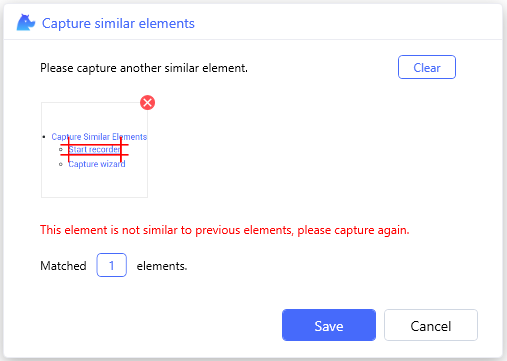 Capture similar elements
Please capture another similar element.
Clear
Capture Similar Elements
Start recorder
Capture wizard
This element is not similar to previous elements, please capture again.
Matched 1 elements.
Save
Cancel